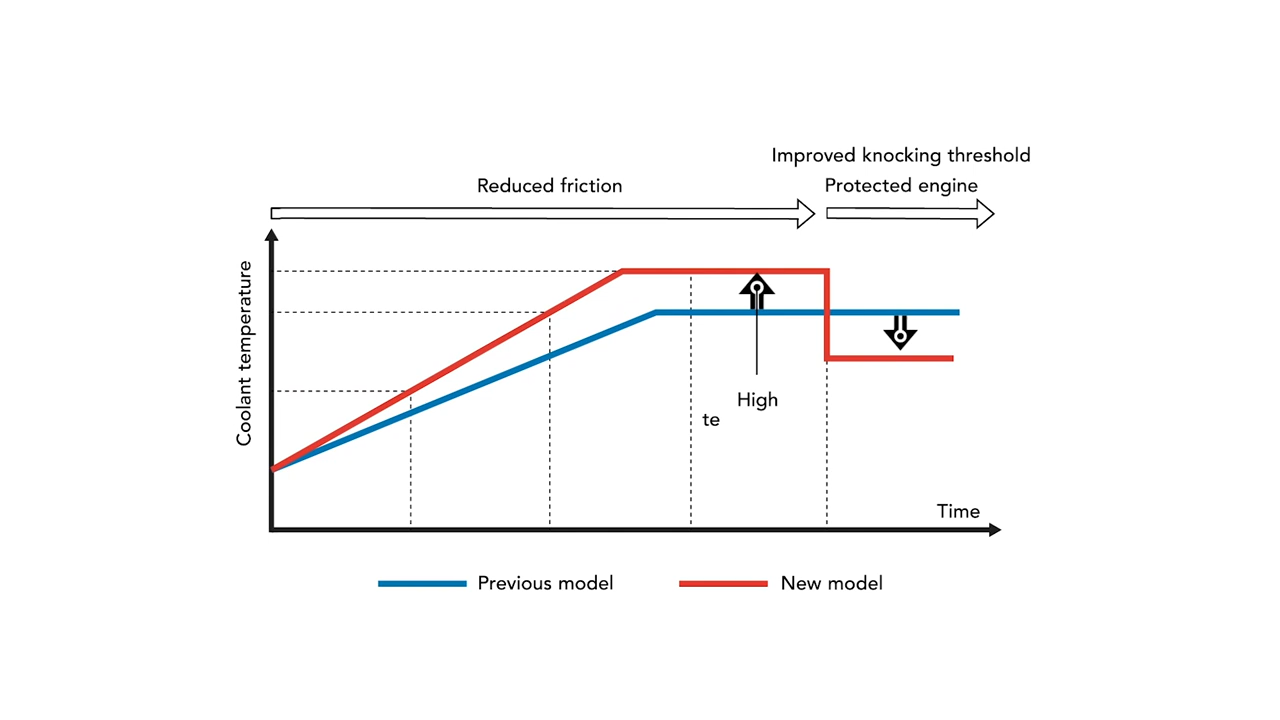 Improved knocking threshold
Reduced friction
Protected engine
Coolant temperature
High
te
Time
Previous model
New model